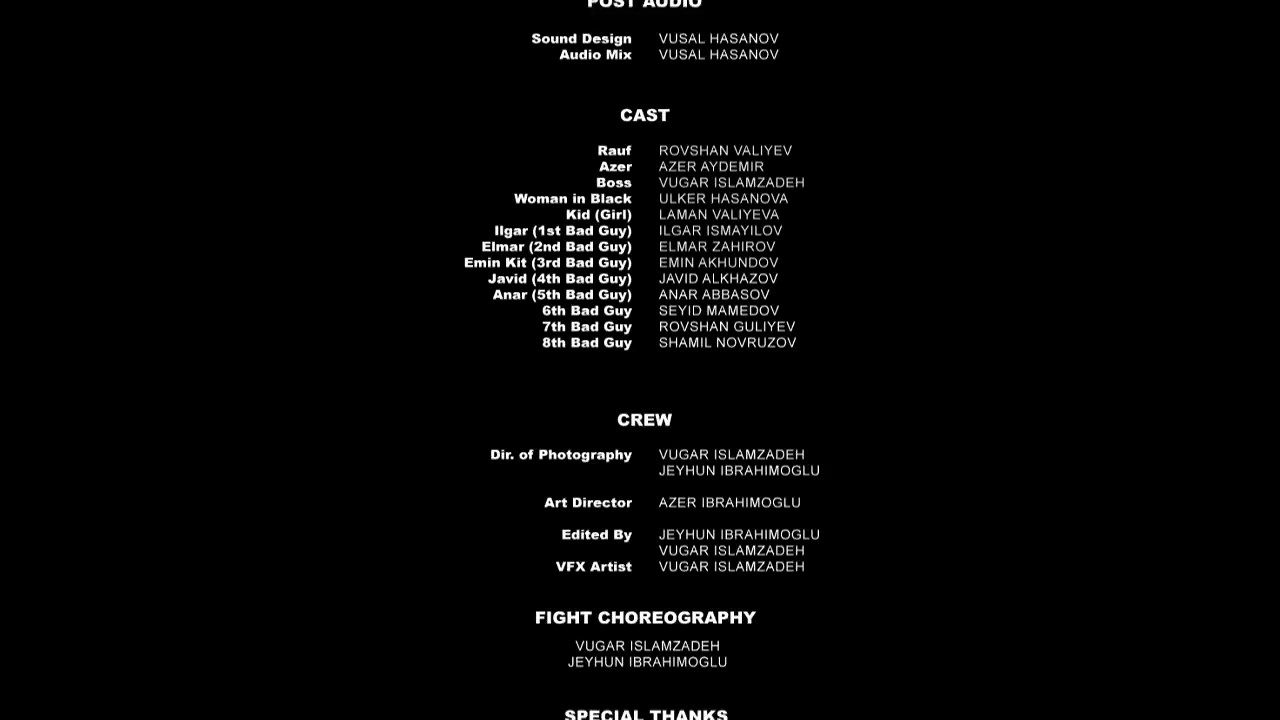 POST AUDIO
Sound Design VUSAL HASANOV
Audio Mix VUSAL HASANOV
CAST
Rauf ROVSHAN VALIYEV
Azer AZER AYDEMIR
Boss VUGAR ISLAMZADEH
Woman in Black ULKER HASANOVA
Kid (Girl) LAMAN VALIYEVA
Ilgar (1st Bad Guy) ILGAR ISMAYILOV
Elmar (2nd Bad Guy) ELMAR ZAHIROV
Emin Kit (3rd Bad Guy) EMIN AKHUNDOV
Javid (4th Bad Guy) JAVID ALKHAZOV
Anar (5th Bad Guy) ANAR ABBASOV
6th Bad Guy SEYID MAMEDOV
7th Bad Guy ROVSHAN GULIYEV
8th Bad Guy SHAMIL NOVRUZOV
CREW
Dir. of Photography VUGAR ISLAMZADEH
JEYHUN IBRAHIMOGLU
Art Director AZER IBRAHIMOGLU
Edited By JEYHUN IBRAHIMOGLU
VUGAR ISLAMZADEH
VFX Artist VUGAR ISLAMZADEH
FIGHT CHOREOGRAPHY
VUGAR ISLAMZADEH
JEYHUN IBRAHIMOGLU
SPECIAL THANKS